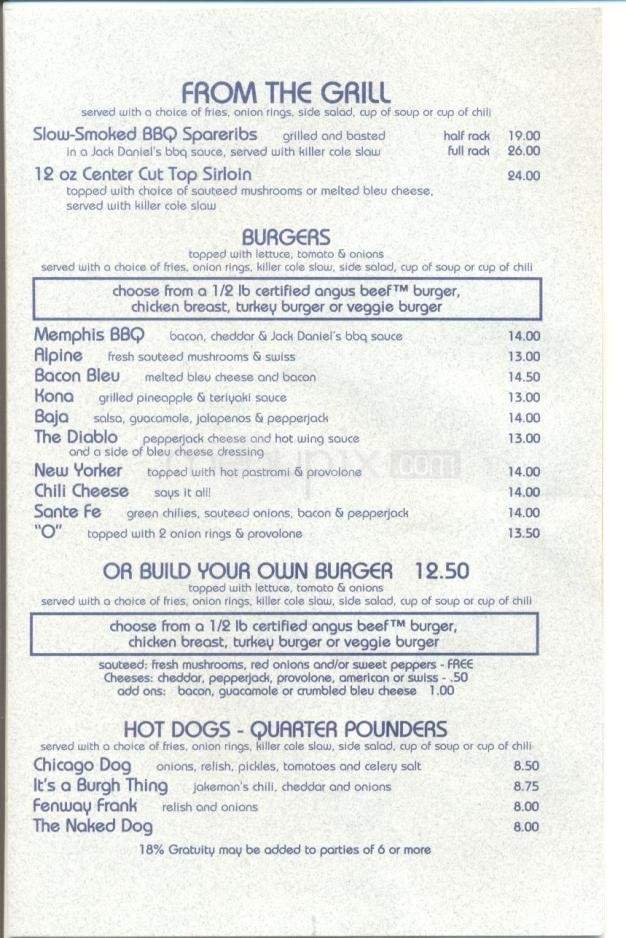 FROM THE GRILL
served with a choice of fries, onion rings, side salad, cup of soup or cup of chili
Slow-Smoked BBQ Spareribs grilled and basted half rack 19.00
in a Jack Daniel's bbq sauce, served with killer cole slaw full rack 26.00
12 oz Center Cut Top Sirloin 24.00
topped with choice of sauteed mushrooms or melted bleu cheese,
served with killer cole slaw
BURGERS
topped with lettuce, tomato & onions
served with a choice of fries, onion rings, killer cole slaw, side salad, cup of soup or cup of chili
choose from a 1/2 lb certified angus beef™ burger,
chicken breast, turkey burger or veggie burger
Memphis BBQ bacon, cheddar & Jack Daniel's bbq sauce 14.00
Alpine fresh sauteed mushrooms & swiss 13.00
Bacon Bleu melted bleu cheese and bacon 14.50
Kona grilled pineapple & teriyaki sauce 13.00
Baja salsa, guacamole, jalapenos & pepperjack 14.00
The Diablo pepperjack cheese and hot wing sauce 13.00
and a side of bleu cheese dressing
New Yorker topped with hot pastrami & provolone 14.00
Chili Cheese says it all! 14.00
Sante Fe green chilies, sauteed onions, bacon & pepperjack 14.00
"O" topped with 2 onion rings & provolone 13.50
OR BUILD YOUR OWN BURGER 12.50
topped with lettuce, tomato & onions
served with a choice of fries, onion rings, killer cole slaw, side salad, cup of soup or cup of chili
choose from a 1/2 lb certified angus beef™ burger,
chicken breast, turkey burger or veggie burger
sauteed: fresh mushrooms, red onions and/or sweet peppers - FREE
Cheeses: cheddar, pepperjack, provolone, american or swiss - .50
add ons: bacon, guacamole or crumbled bleu cheese 1.00
HOT DOGS - QUARTER POUNDERS
served with a choice of fries, onion rings, killer cole slaw, side salad, cup of soup or cup of chili
Chicago Dog onions, relish, pickles, tomatoes and celery salt 8.50
It's a Burgh Thing jakeman's chili, cheddar and onions 8.75
Fenway Frank relish and onions 8.00
The Naked Dog 8.00
18% Gratuity may be added to parties of 6 or more